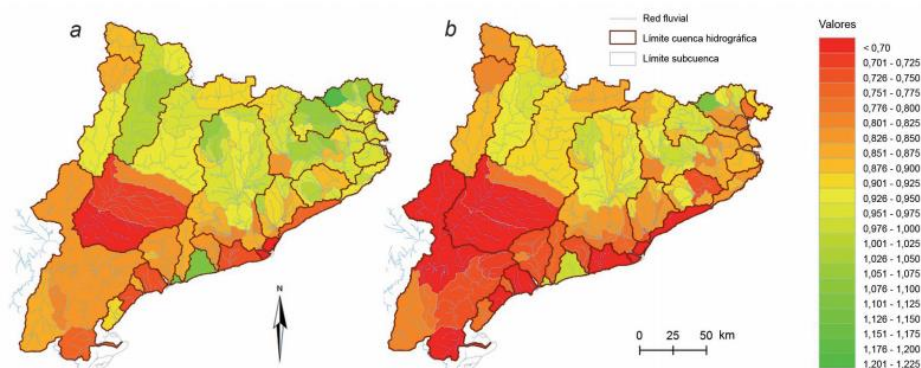 a
b
Red fluvial
Límite cuenca hidrográfica
Límite subcuenca
N
0 25 50 km
Valores
< 0,70
0,701 - 0,725
0,726 - 0,750
0,751 - 0,775
0,776 - 0,800
0,801 - 0,825
0,826 - 0,850
0,851 - 0,875
0,876 - 0,900
0,901 - 0,925
0,926 - 0,950
0,951 - 0,975
0,976 - 1,000
1,001 - 1,025
1,026 - 1,050
1,051 - 1,075
1,076 - 1,100
1,101 - 1,125
1,126 - 1,150
1,151 - 1,175
1,176 - 1,200
1,201 - 1,225